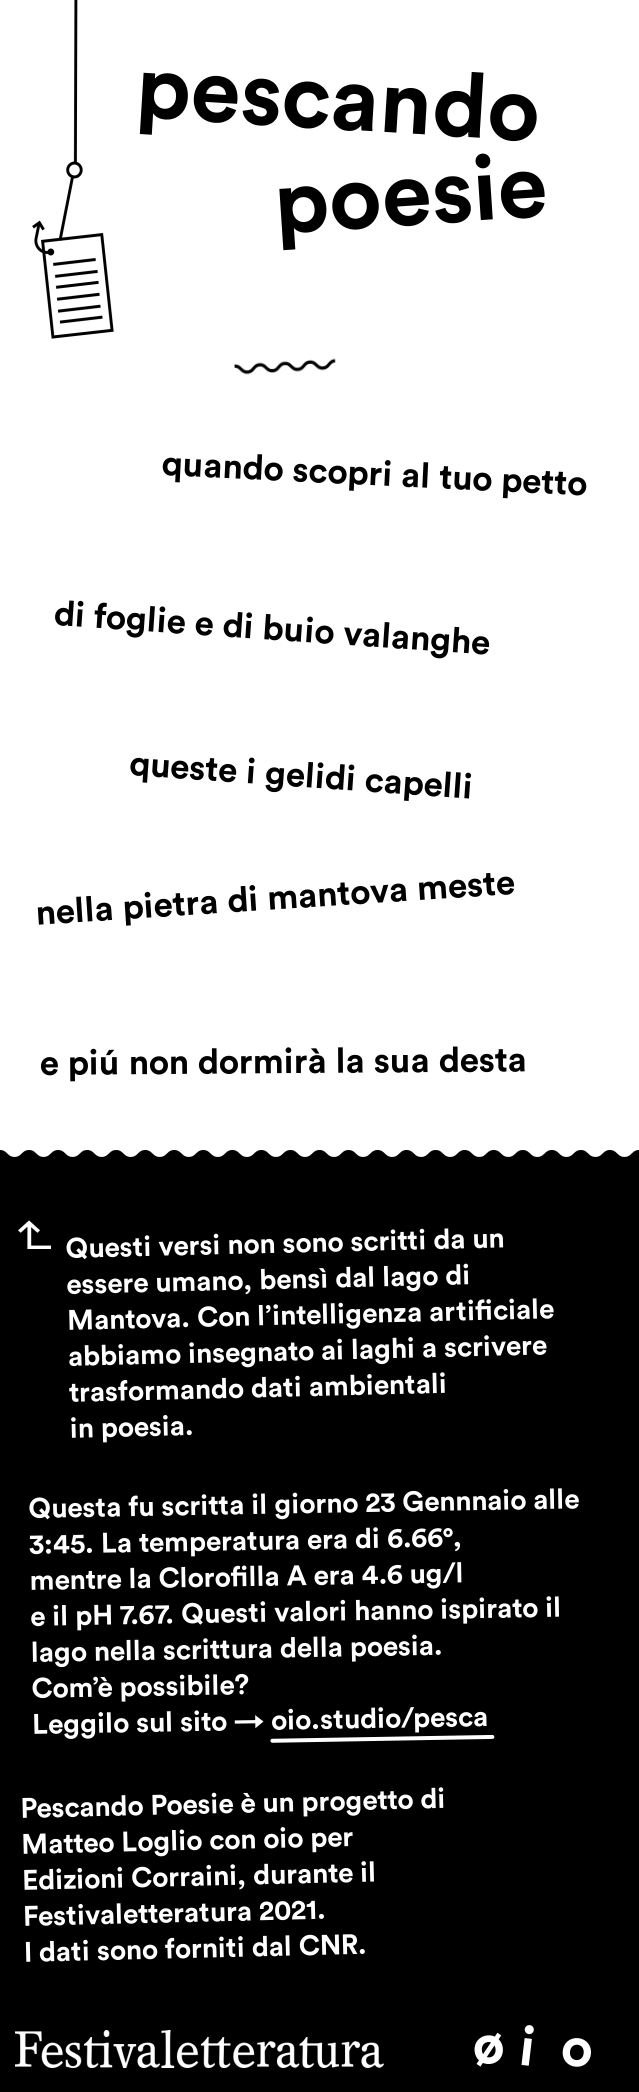 pescando
poesie
quando scopri al tuo petto
di foglie e di buio valanghe
queste i gelidi capelli
nella pietra di mantova meste
e piú non dormirà la sua desta
Questi versi non sono scritti da un
essere umano, bensì dal lago di
Mantova. Con l’intelligenza artificiale
abbiamo insegnato ai laghi a scrivere
trasformando dati ambientali
in poesia.
Questa fu scritta il giorno 23 Gennnaio alle
3:45. La temperatura era di 6.66°,
mentre la Clorofilla A era 4.6 ug/l
e il pH 7.67. Questi valori hanno ispirato il
lago nella scrittura della poesia.
Com’è possibile?
Leggilo sul sito → oio.studio/pesca
Pescando Poesie è un progetto di
Matteo Loglio con oio per
Edizioni Corraini, durante il
Festivaletteratura 2021.
I dati sono forniti dal CNR.
Festivaletteratura ø i o